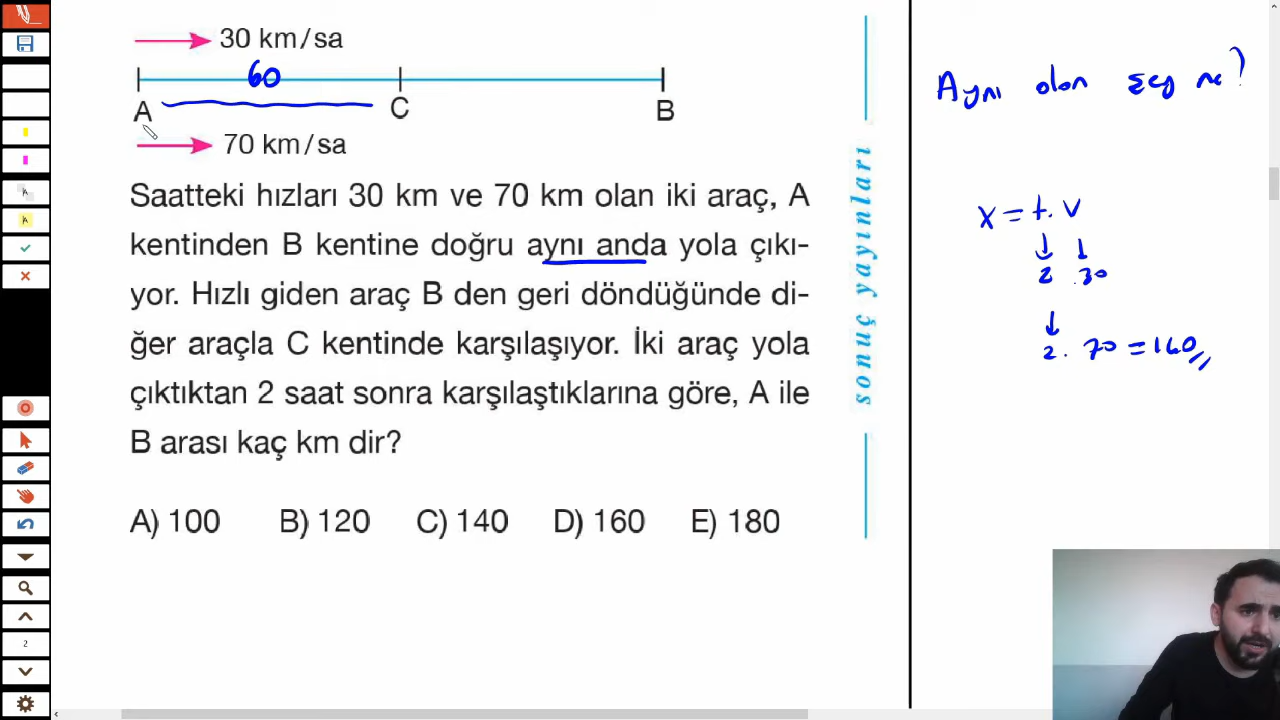 30 km/sa
60
A
C
B
70 km/sa
Saatteki hızları 30 km ve 70 km olan iki araç, A
kentinden B kentine doğru aynı anda yola çıkı-
yor. Hızlı giden araç B den geri döndüğünde di-
ğer araçla C kentinde karşılaşıyor. İki araç yola
çıktıktan 2 saat sonra karşılaştıklarına göre, A ile
B arası kaç km dir?
A) 100 B) 120 C) 140 D) 160 E) 180
sonuç yayınları
Aynı olan şey ne?
x = t. v
2 30
2. 70 = 160
A
A
2